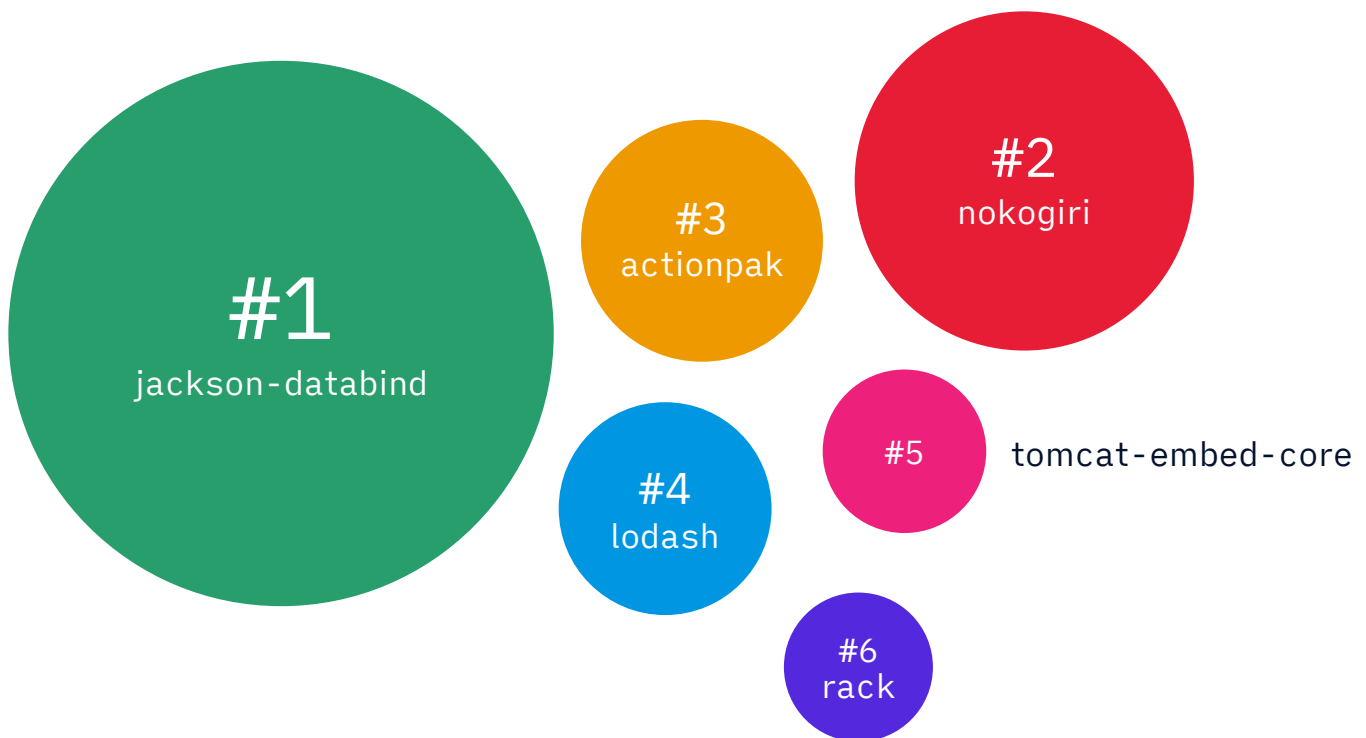 #1
jackson-databind
#2
nokogiri
#3
actionpak
#4
lodash
#5
tomcat-embed-core
#6
rack